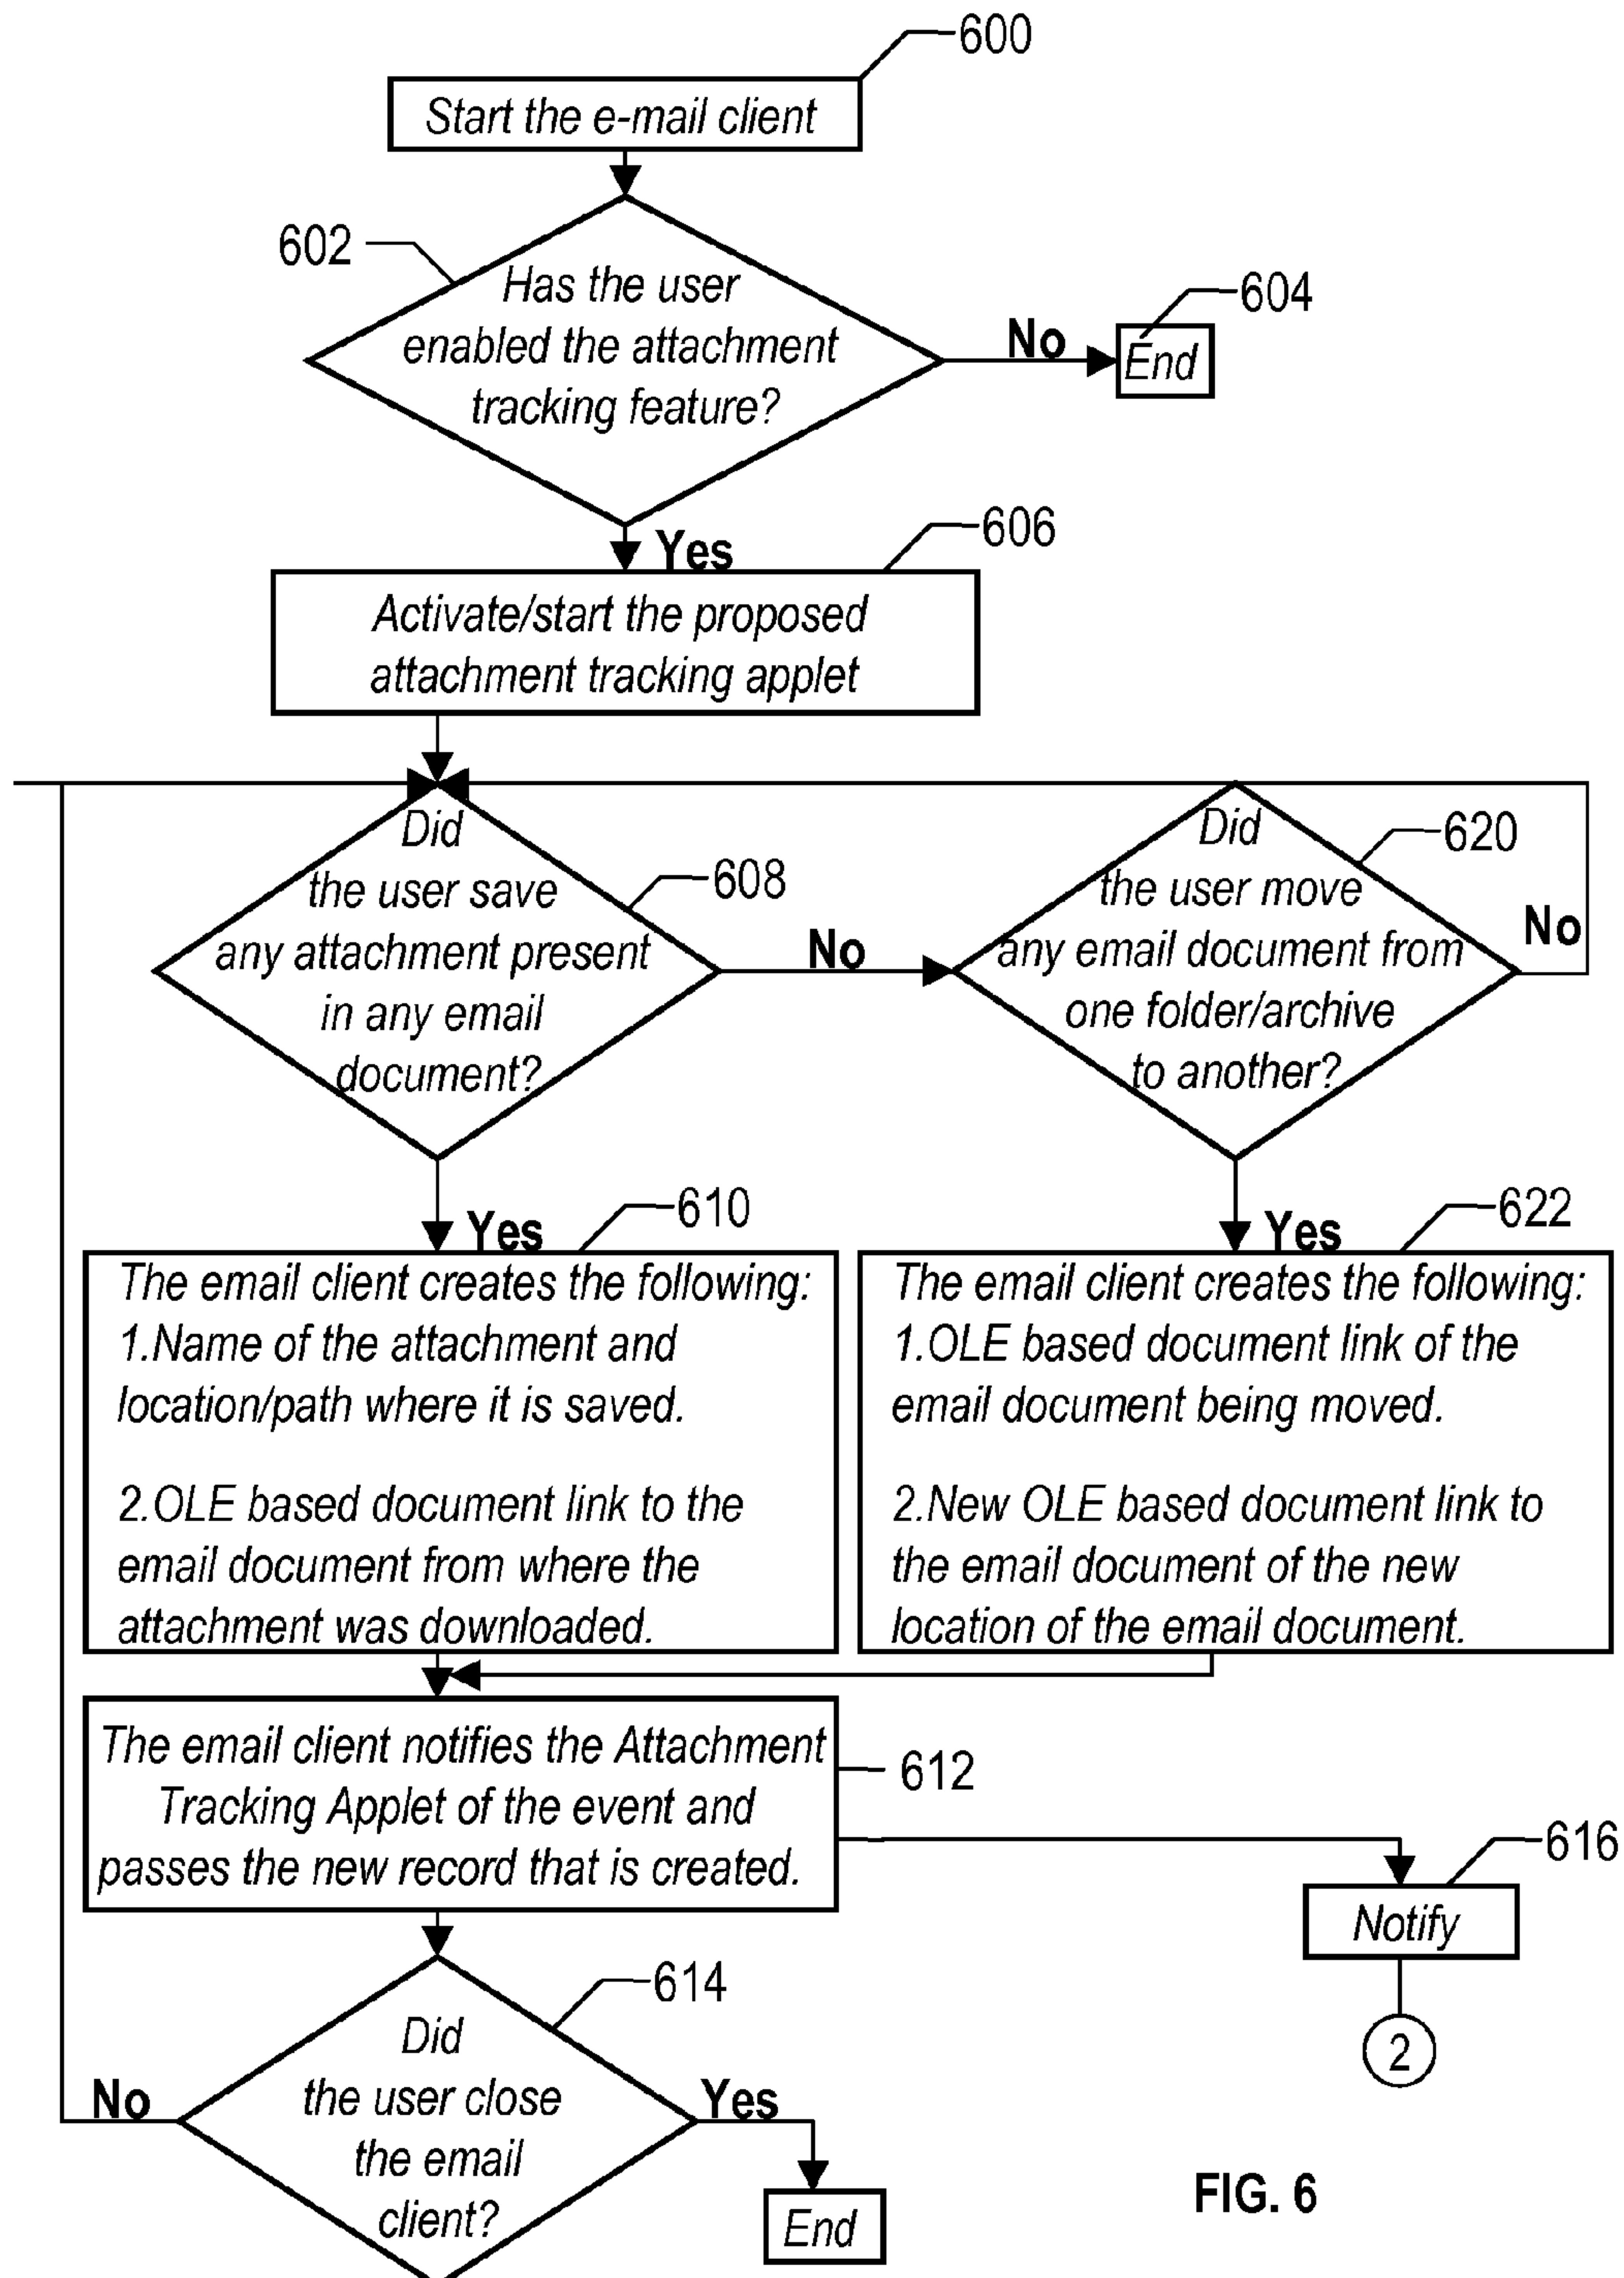 600
Start the e-mail client
602
Has the user
enabled the attachment
tracking feature?
No
604
End
Yes
606
Activate/start the proposed
attachment tracking applet
Did
the user save
any attachment present
in any email
document?
608
No
Did
the user move
any email document from
one folder/archive
to another?
620
No
Yes
610
The email client creates the following:
1.Name of the attachment and
location/path where it is saved.
2.OLE based document link to the
email document from where the
attachment was downloaded.
Yes
622
The email client creates the following:
1.OLE based document link of the
email document being moved.
2.New OLE based document link to
the email document of the new
location of the email document.
The email client notifies the Attachment
Tracking Applet of the event and
passes the new record that is created.
612
616
Notify
2
614
Did
the user close
the email
client?
No
Yes
End
FIG. 6